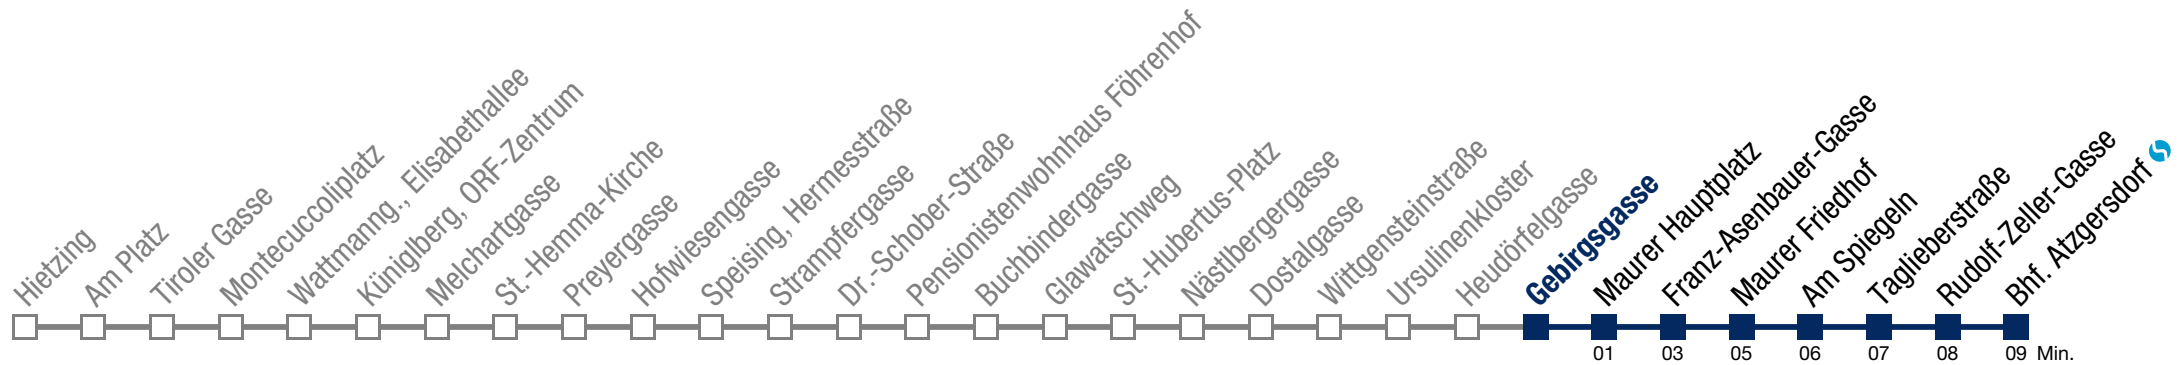 Hietzing
Am Platz
Tiroler Gasse
Montecuccoliplatz
Wattmanng., Elisabethallee
Küniglberg, ORF-Zentrum
Melchartgasse
St.-Hemma-Kirche
Preyergasse
Hofwiesengasse
Speising, Hermesstraße
Strampfergasse
Dr.-Schober-Straße
Pensionistenwohnhaus Föhrenhof
Buchbindergasse
Glawatschweg
St.-Hubertus-Platz
Nästlbergergasse
Dostalgasse
Wittgensteinstraße
Ursulinenkloster
Heudörfelgasse
Gebirgsgasse
Maurer Hauptplatz
Franz-Asenbauer-Gasse
Maurer Friedhof
Am Spiegeln
Taglieberstraße
Rudolf-Zeller-Gasse
Bhf. Atzgersdorf
01 03 05 06 07 08 09 Min.